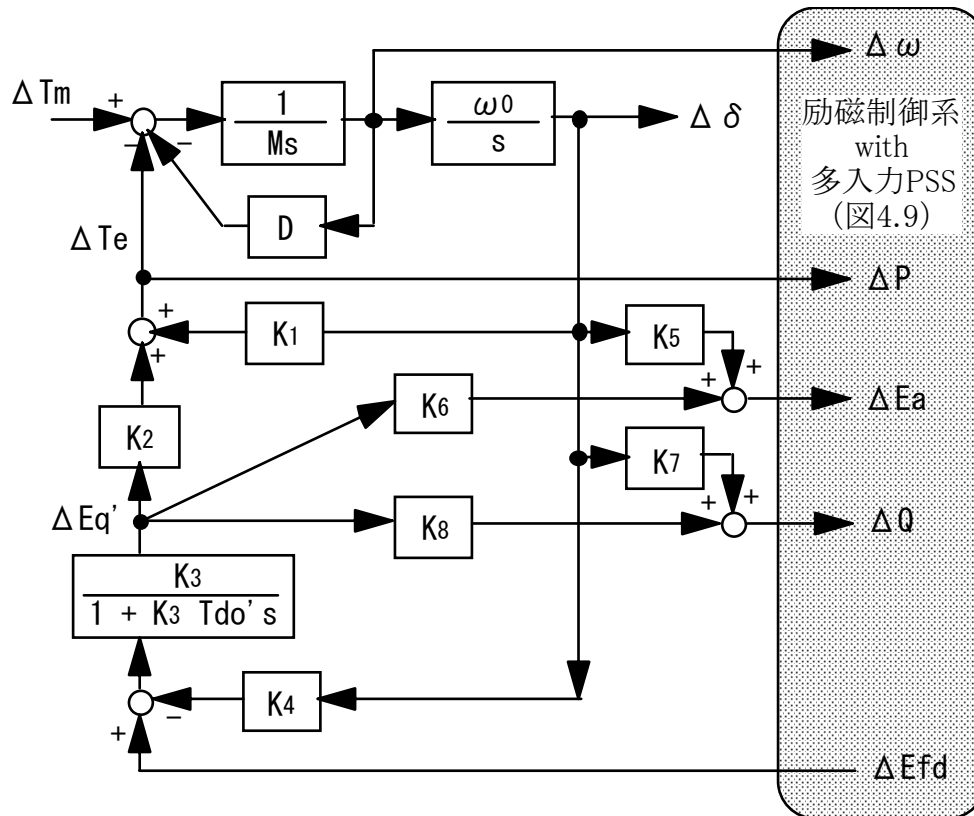 Δω
ΔTm
+
−
−
1
Ms
ω0
s
Δδ
励磁制御系
with
多入力PSS
(図4.9)
D
ΔTe
ΔP
+
+
K1
K5
+
+
K6
ΔEa
K2
K7
+
+
ΔEq'
K8
ΔQ
K3
1 + K3 Tdo's
K4
−
+
ΔEfd